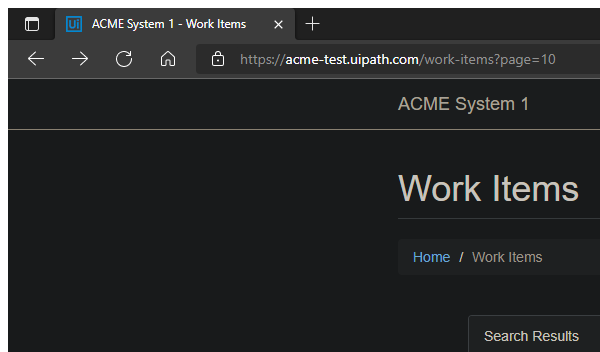 Ui ACME System 1 - Work Items
https://acme-test.uipath.com/work-items?page=10
ACME System 1
Work Items
Home / Work Items
Search Results